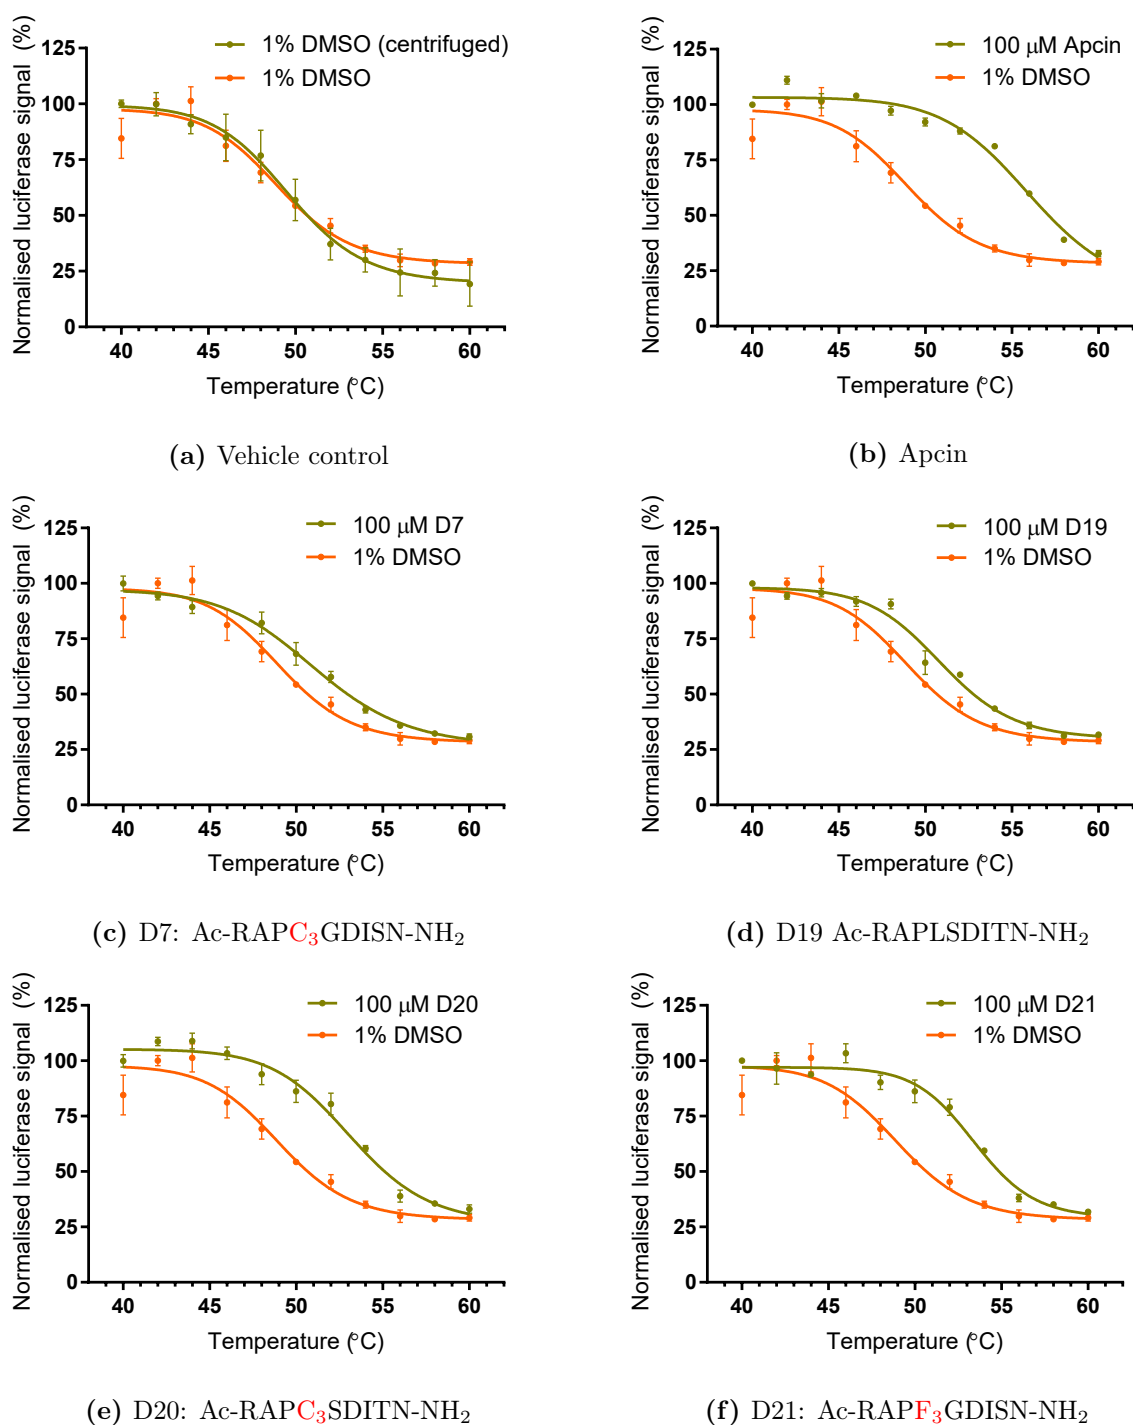 1% DMSO (centrifuged)
1% DMSO
Normalised luciferase signal (%)
125
100
75
50
25
0
40 45 50 55 60
Temperature (°C)
(a) Vehicle control
100 μM Apcin
1% DMSO
Normalised luciferase signal (%)
125
100
75
50
25
0
40 45 50 55 60
Temperature (°C)
(b) Apcin
100 μM D7
1% DMSO
Normalised luciferase signal (%)
125
100
75
50
25
0
40 45 50 55 60
Temperature (°C)
(c) D7: Ac-RAPC₃GDISN-NH₂
100 μM D19
1% DMSO
Normalised luciferase signal (%)
125
100
75
50
25
0
40 45 50 55 60
Temperature (°C)
(d) D19 Ac-RAPLSDITN-NH₂
100 μM D20
1% DMSO
Normalised luciferase signal (%)
125
100
75
50
25
0
40 45 50 55 60
Temperature (°C)
(e) D20: Ac-RAPC₃SDITN-NH₂
100 μM D21
1% DMSO
Normalised luciferase signal (%)
125
100
75
50
25
0
40 45 50 55 60
Temperature (°C)
(f) D21: Ac-RAPF₃GDISN-NH₂